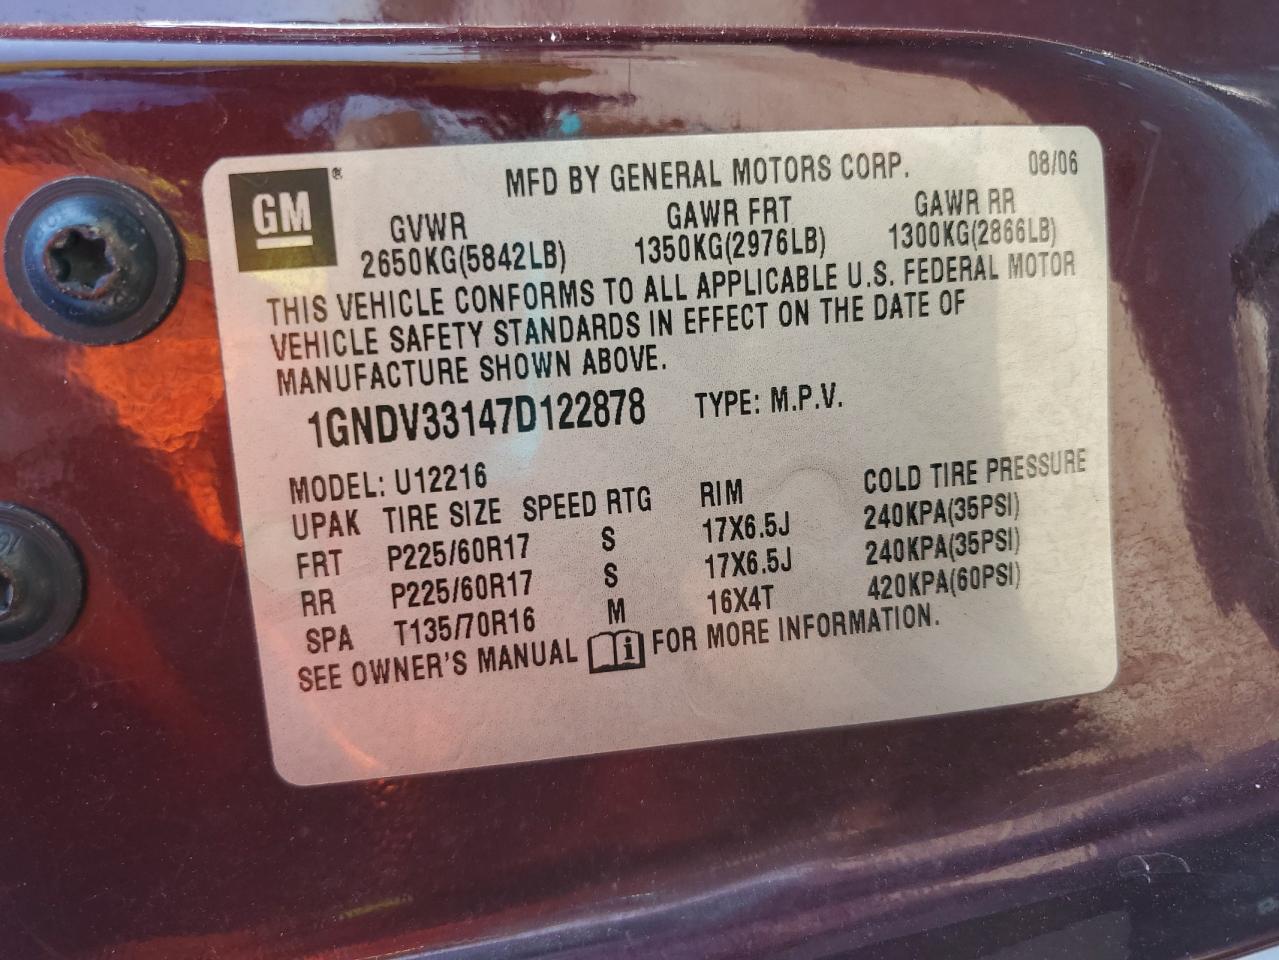 GM ®
MFD BY GENERAL MOTORS CORP. 08/06
GVWR GAWR FRT GAWR RR
2650KG(5842LB) 1350KG(2976LB) 1300KG(2866LB)
THIS VEHICLE CONFORMS TO ALL APPLICABLE U.S. FEDERAL MOTOR
VEHICLE SAFETY STANDARDS IN EFFECT ON THE DATE OF
MANUFACTURE SHOWN ABOVE.
1GNDV33147D122878 TYPE: M.P.V.
MODEL: U12216
UPAK TIRE SIZE SPEED RTG RIM COLD TIRE PRESSURE
FRT P225/60R17 S 17X6.5J 240KPA(35PSI)
RR P225/60R17 S 17X6.5J 240KPA(35PSI)
SPA T135/70R16 M 16X4T 420KPA(60PSI)
SEE OWNER'S MANUAL i FOR MORE INFORMATION.